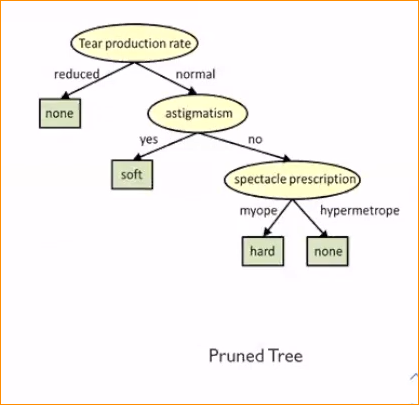 Tear production rate
reduced normal
none astigmatism
yes no
soft spectacle prescription
myope hypermetrope
hard none
Pruned Tree